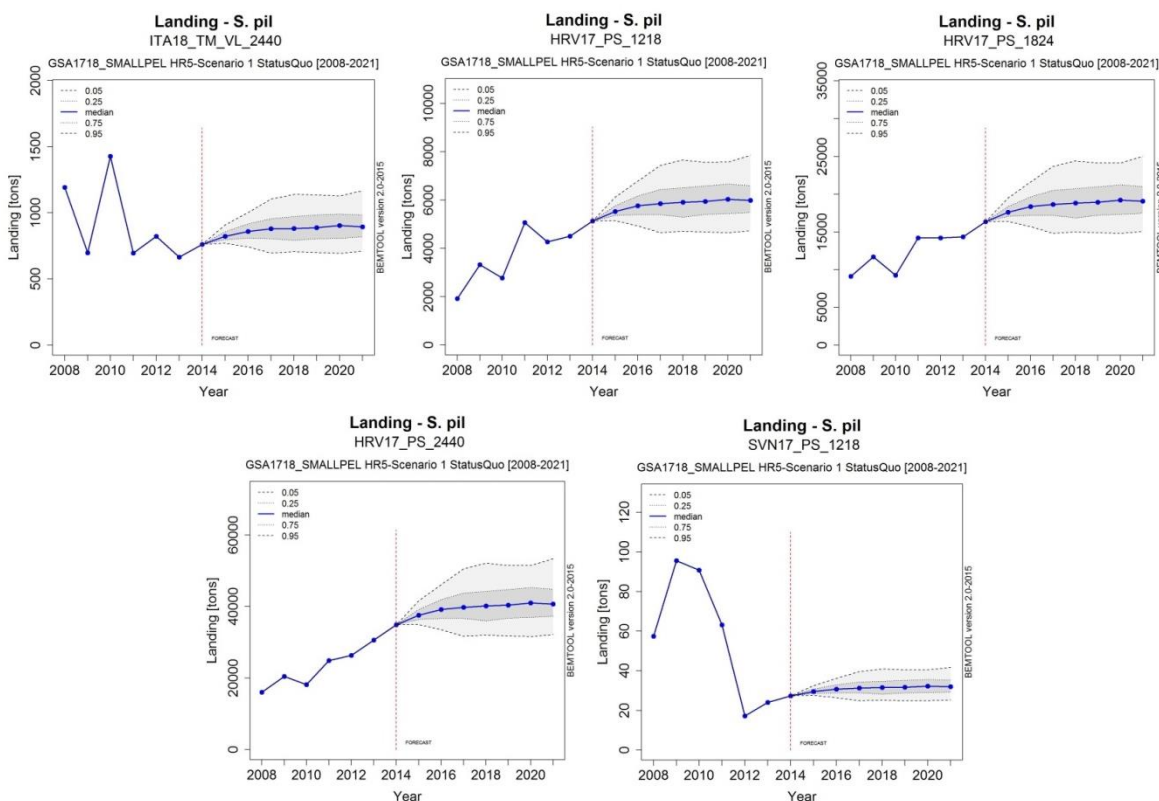 Landing - S. pil
ITA18_TM_VL_2440
GSA1718_SMALLPEL HR5-Scenario 1 StatusQuo [2008-2021]
0.05
0.25
median
0.75
0.95
Landing [tons]
0
500
1000
1500
2000
FORECAST
BEMTOOL version 2.0-2015
2008 2010 2012 2014 2016 2018 2020
Year
Landing - S. pil
HRV17_PS_1218
GSA1718_SMALLPEL HR5-Scenario 1 StatusQuo [2008-2021]
0.05
0.25
median
0.75
0.95
Landing [tons]
0
2000
4000
6000
8000
10000
FORECAST
BEMTOOL version 2.0-2015
2008 2010 2012 2014 2016 2018 2020
Year
Landing - S. pil
HRV17_PS_1824
GSA1718_SMALLPEL HR5-Scenario 1 StatusQuo [2008-2021]
0.05
0.25
median
0.75
0.95
Landing [tons]
0
5000
15000
25000
35000
FORECAST
BEMTOOL version 2.0-2015
2008 2010 2012 2014 2016 2018 2020
Year
Landing - S. pil
HRV17_PS_2440
GSA1718_SMALLPEL HR5-Scenario 1 StatusQuo [2008-2021]
0.05
0.25
median
0.75
0.95
Landing [tons]
0
20000
40000
60000
FORECAST
BEMTOOL version 2.0-2015
2008 2010 2012 2014 2016 2018 2020
Year
Landing - S. pil
SVN17_PS_1218
GSA1718_SMALLPEL HR5-Scenario 1 StatusQuo [2008-2021]
0.05
0.25
median
0.75
0.95
Landing [tons]
0
20
40
60
80
100
120
FORECAST
BEMTOOL version 2.0-2015
2008 2010 2012 2014 2016 2018 2020
Year